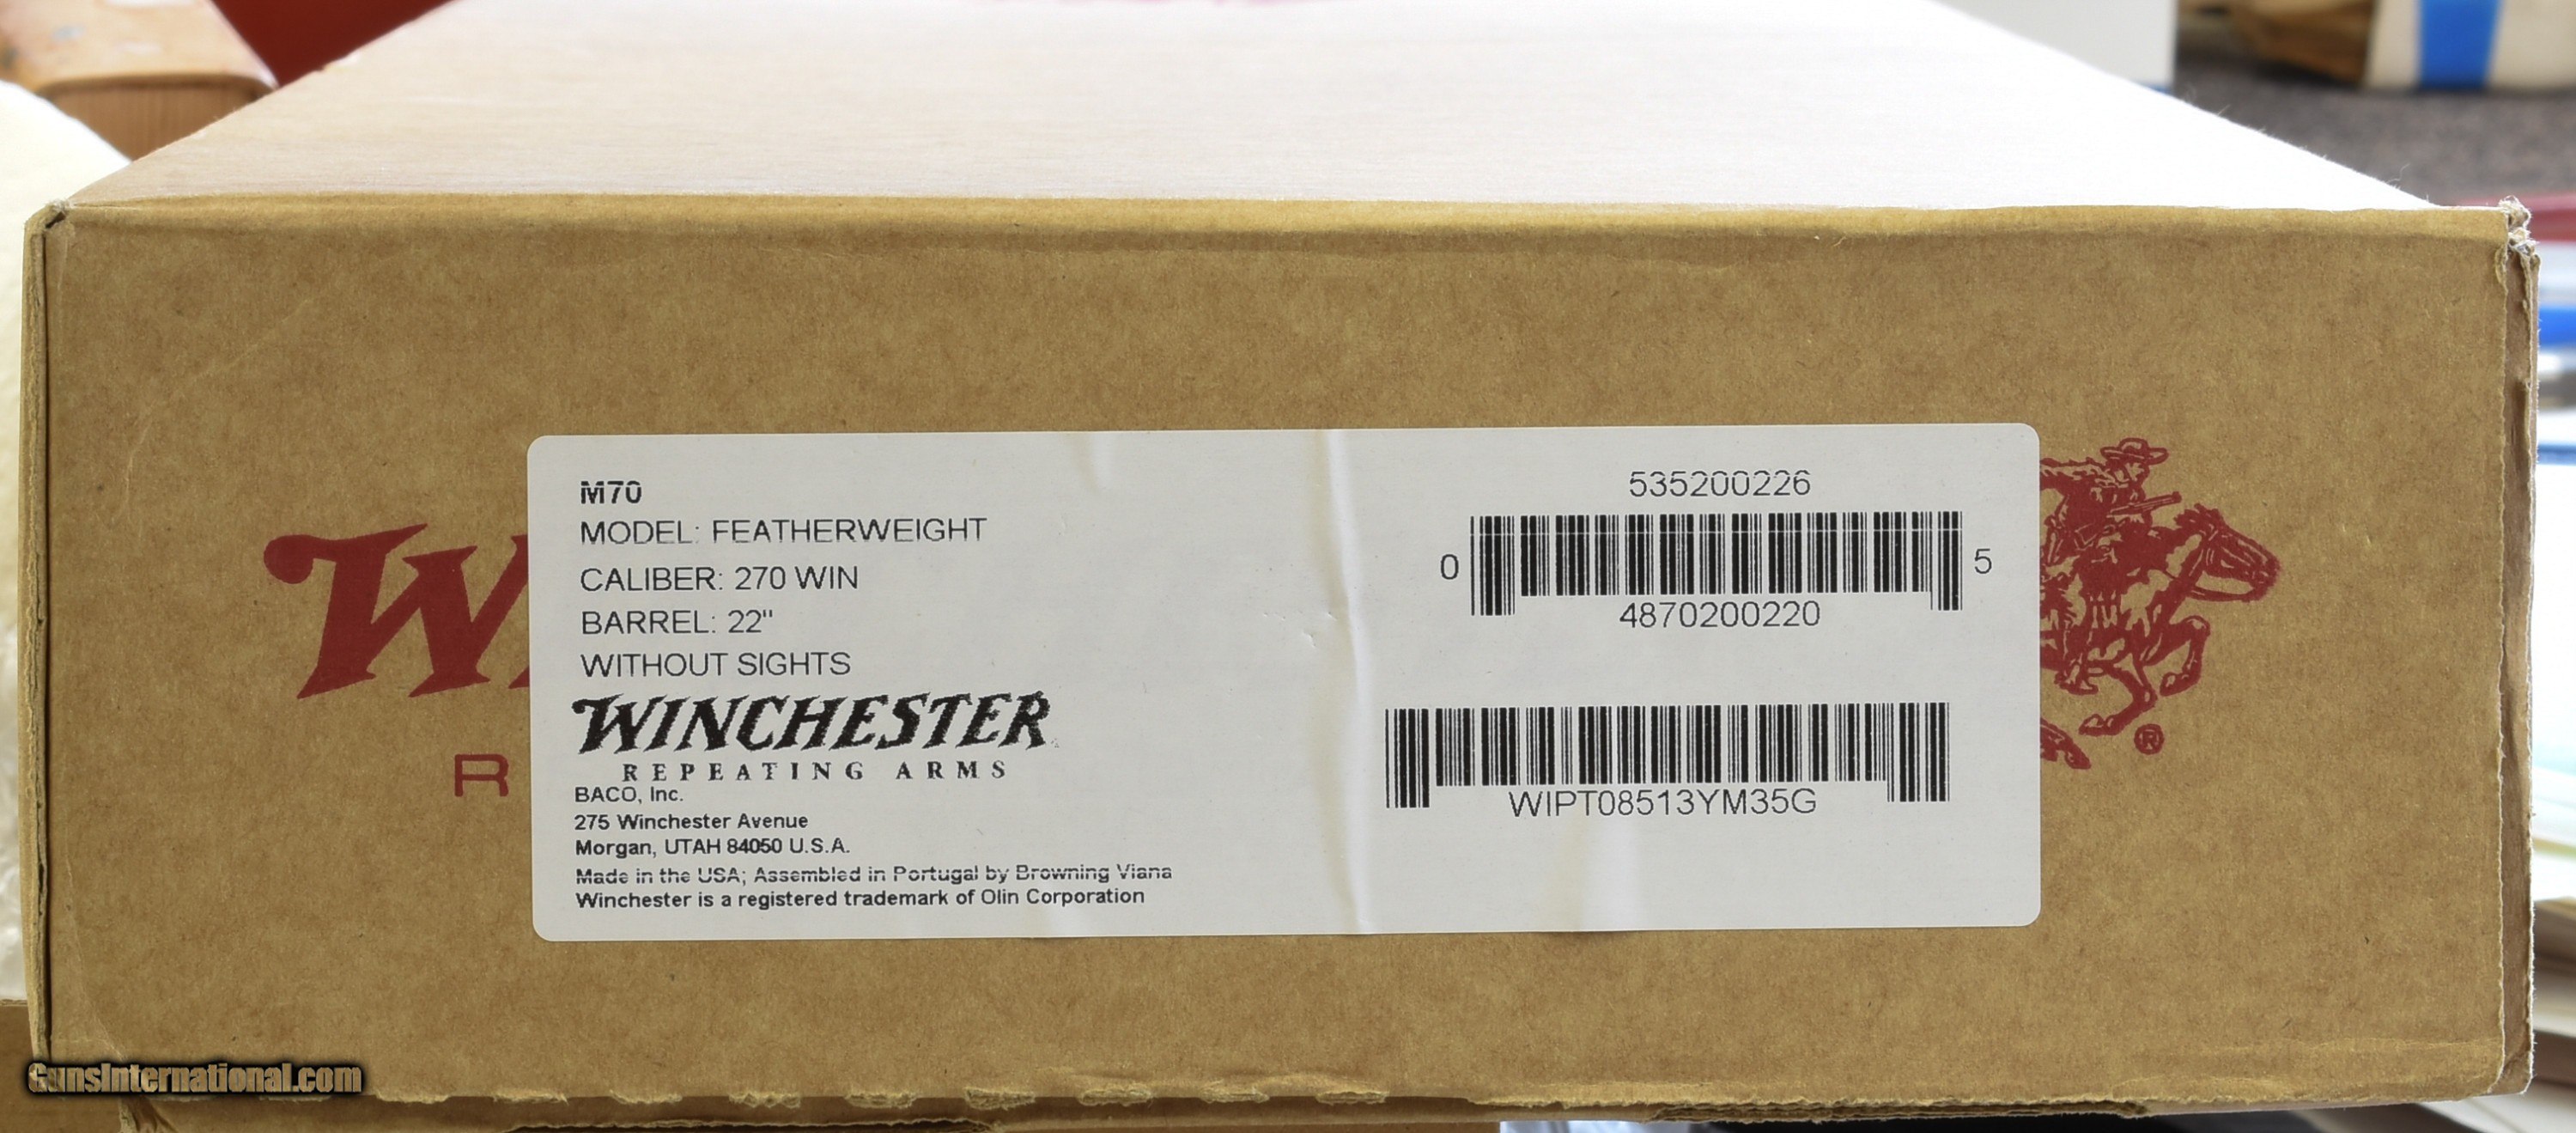 M70
MODEL: FEATHERWEIGHT
CALIBER: 270 WIN
BARREL: 22"
WITHOUT SIGHTS
WINCHESTER
REPEATING ARMS
BACO, Inc.
275 Winchester Avenue
Morgan, UTAH 84050 U.S.A.
Made in the USA; Assembled in Portugal by Browning Viana
Winchester is a registered trademark of Olin Corporation
535200226
0 5
4870200220
WIPT08513YM35G
W
R
®
GunsInternational.com